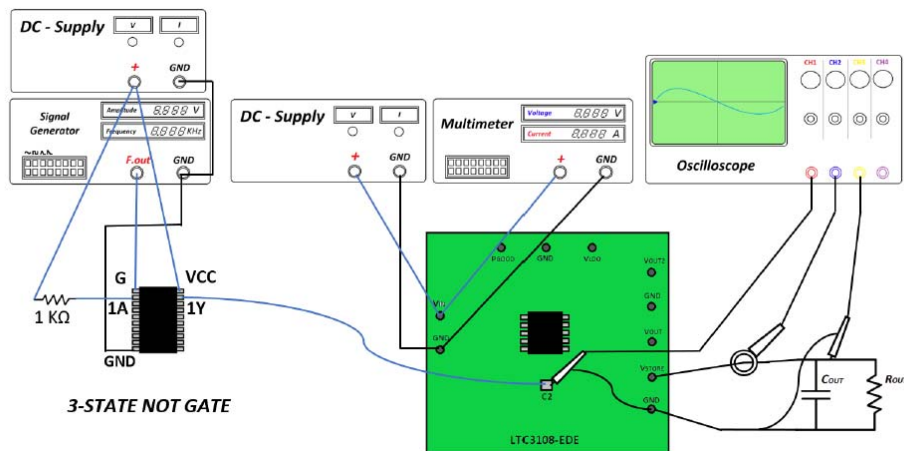 DC - Supply
V
I
+
GND
Signal
Generator
Amplitude
8.888 V
Frequency
8.888 KHz
F.out
GND
DC - Supply
V
I
+
GND
Multimeter
Voltage
8.888 V
Current
8.888 A
+
GND
CH1
CH2
CH3
CH4
Oscilloscope
G
VCC
1A
1Y
1 KΩ
GND
3-STATE NOT GATE
PGOOD
GND
VLDO
VOUT2
GND
VOUT
VSTORE
GND
VIN
GND
C2
LTC3108-EDE
COUT
ROU